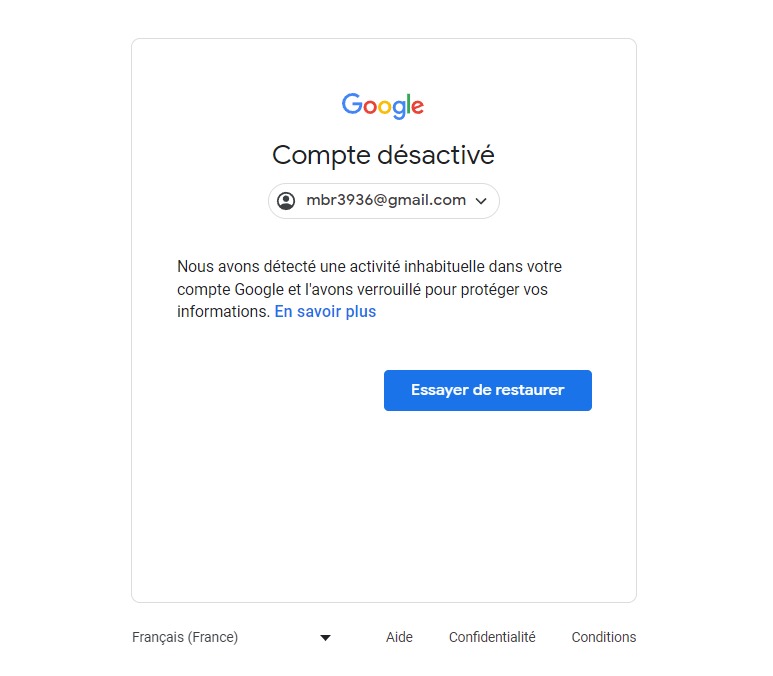 Google
Compte désactivé
mbr3936@gmail.com
Nous avons détecté une activité inhabituelle dans votre
compte Google et l'avons verrouillé pour protéger vos
informations. En savoir plus
Essayer de restaurer
Français (France) Aide Confidentialité Conditions